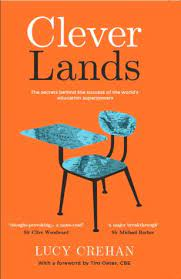 Clever
Lands
The secrets behind the success of the world's
education superpowers
'thought-provoking... a must-read' 'a major breakthrough'
Sir Clive Woodward Sir Michael Barber
LUCY CREHAN
With a foreword by Tim Oates, CBE